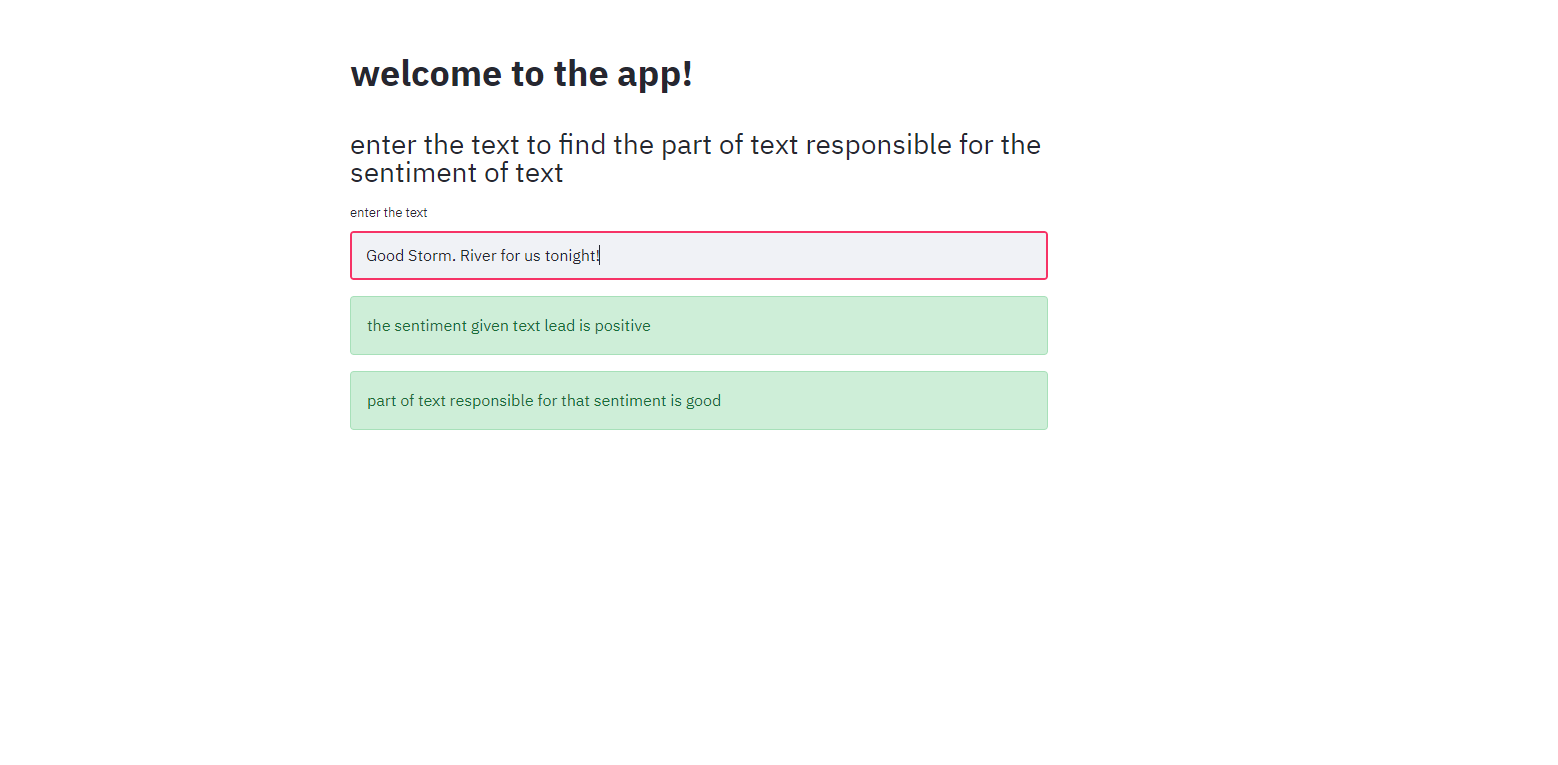 welcome to the app!
enter the text to find the part of text responsible for the
sentiment of text
enter the text
Good Storm. River for us tonight!
the sentiment given text lead is positive
part of text responsible for that sentiment is good